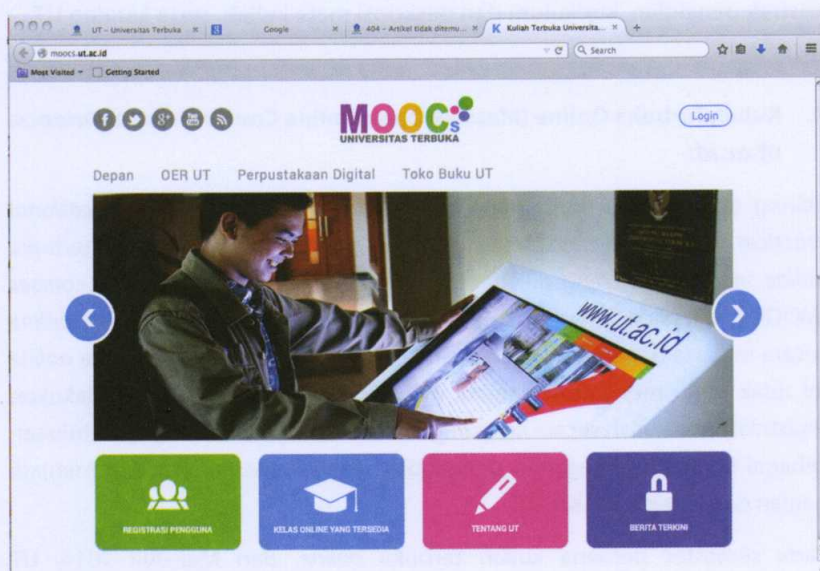 UT - Universitas Terbuka
Google
404 - Artikel tidak ditemu...
Kuliah Terbuka Universita...
moocs.ut.ac.id
Search
Most Visited
Getting Started
MOOCs
UNIVERSITAS TERBUKA
Login
Depan OER UT Perpustakaan Digital Toko Buku UT
www.ut.ac.id
REGISTRASI PENGGUNA
KELAS ONLINE YANG TERSEDIA
TENTANG UT
BERITA TERKINI